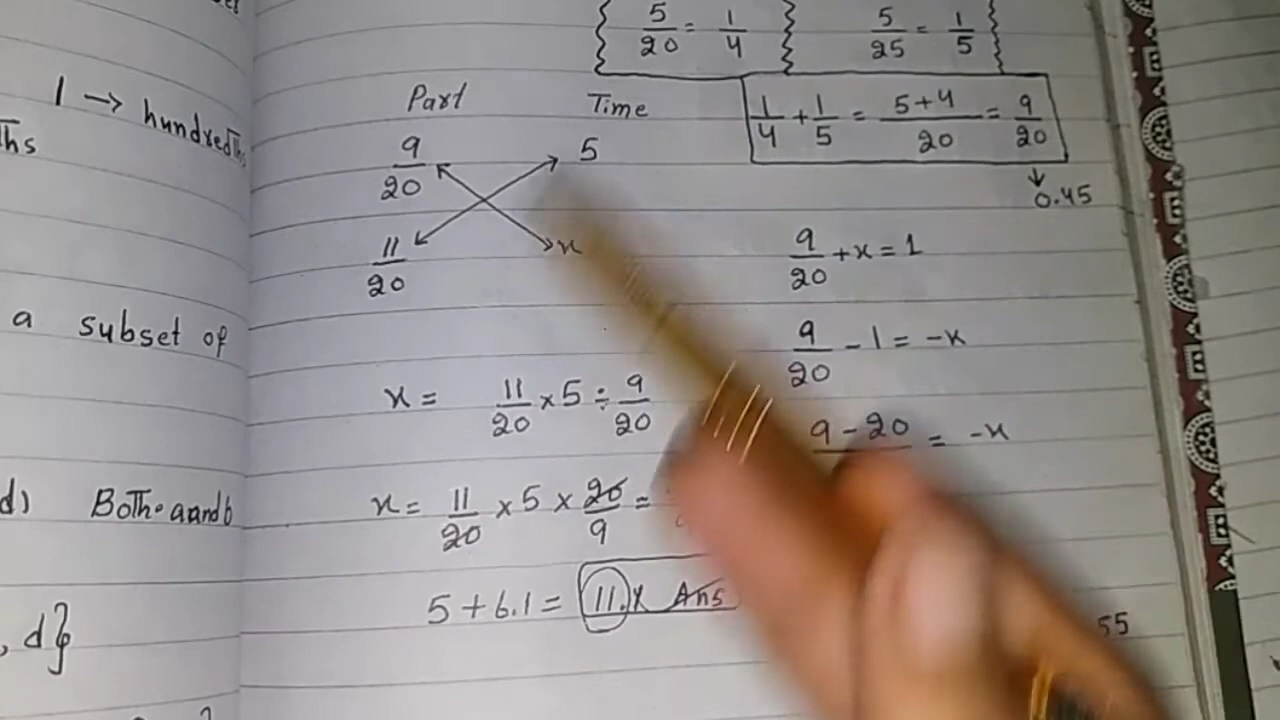 1 → hundredths
ths
a subset of
d) Both a and b
, d}
5/20 = 1/4
5/25 = 1/5
1/4 + 1/5 = 5+4/20 = 9/20
↓
0.45
Part Time
9/20 5
11/20 x
9/20 + x = 1
9/20 - 1 = -x
9 - 20 = -x
x = 11/20 × 5 ÷ 9/20
x = 11/20 × 5 × 20/9 =
5 + 6.1 = 11.1 Ans
55